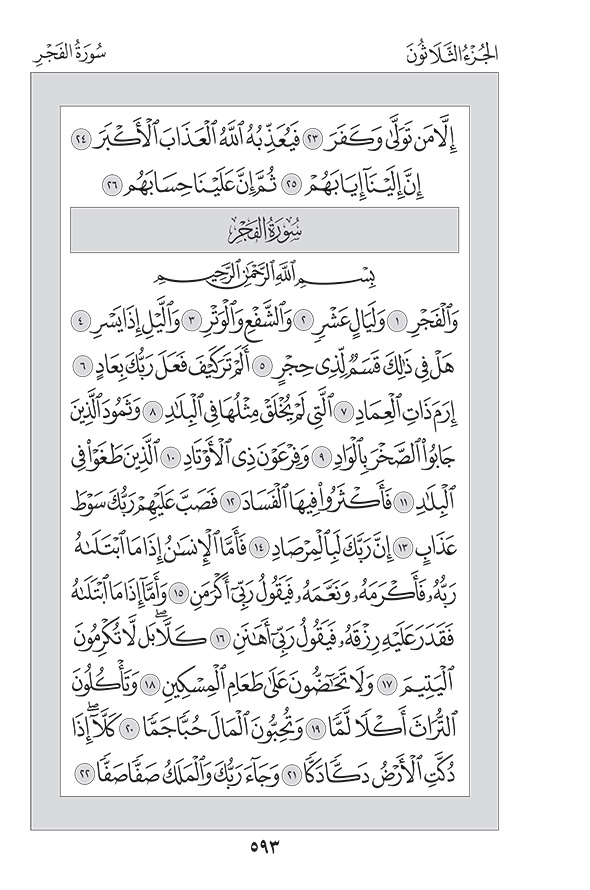 الجُزْءُ الثَّلَاثُونَ
سُورَةُ الفَجْرِ
إِلَّا مَن تَوَلَّىٰ وَكَفَرَ ٢٣ فَيُعَذِّبُهُ ٱللَّهُ ٱلْعَذَابَ ٱلْأَكْبَرَ ٢٤
إِنَّ إِلَيْنَآ إِيَابَهُمْ ٢٥ ثُمَّ إِنَّ عَلَيْنَا حِسَابَهُم ٢٦
سُورَةُ الفَجْرِ
بِسْمِ ٱللَّهِ ٱلرَّحْمَٰنِ ٱلرَّحِيمِ
وَٱلْفَجْرِ ١ وَلَيَالٍ عَشْرٍ ٢ وَٱلشَّفْعِ وَٱلْوَتْرِ ٣ وَٱلَّيْلِ إِذَا يَسْرِ ٤
هَلْ فِى ذَٰلِكَ قَسَمٌ لِّذِى حِجْرٍ ٥ أَلَمْ تَرَ كَيْفَ فَعَلَ رَبُّكَ بِعَادٍ ٦
إِرَمَ ذَاتِ ٱلْعِمَادِ ٧ ٱلَّتِى لَمْ يُخْلَقْ مِثْلُهَا فِى ٱلْبِلَٰدِ ٨ وَثَمُودَ ٱلَّذِينَ
جَابُوا۟ ٱلصَّخْرَ بِٱلْوَادِ ٩ وَفِرْعَوْنَ ذِى ٱلْأَوْتَادِ ١٠ ٱلَّذِينَ طَغَوْا۟ فِى
ٱلْبِلَٰدِ ١١ فَأَكْثَرُوا۟ فِيهَا ٱلْفَسَادَ ١٢ فَصَبَّ عَلَيْهِمْ رَبُّكَ سَوْطَ
عَذَابٍ ١٣ إِنَّ رَبَّكَ لَبِٱلْمِرْصَادِ ١٤ فَأَمَّا ٱلْإِنسَٰنُ إِذَا مَا ٱبْتَلَىٰهُ
رَبُّهُۥ فَأَكْرَمَهُۥ وَنَعَّمَهُۥ فَيَقُولُ رَبِّىٓ أَكْرَمَنِ ١٥ وَأَمَّآ إِذَا مَا ٱبْتَلَىٰهُ
فَقَدَرَ عَلَيْهِ رِزْقَهُۥ فَيَقُولُ رَبِّىٓ أَهَٰنَنِ ١٦ كَلَّا ۖ بَل لَّا تُكْرِمُونَ
ٱلْيَتِيمَ ١٧ وَلَا تَحَٰٓضُّونَ عَلَىٰ طَعَامِ ٱلْمِسْكِينِ ١٨ وَتَأْكُلُونَ
ٱلتُّرَاثَ أَكْلًا لَّمًّا ١٩ وَتُحِبُّونَ ٱلْمَالَ حُبًّا جَمًّا ٢٠ كَلَّآ ۖ إِذَا
دُكَّتِ ٱلْأَرْضُ دَكًّا دَكًّا ٢١ وَجَآءَ رَبُّكَ وَٱلْمَلَكُ صَفًّا صَفًّا ٢٢
٥٩٣